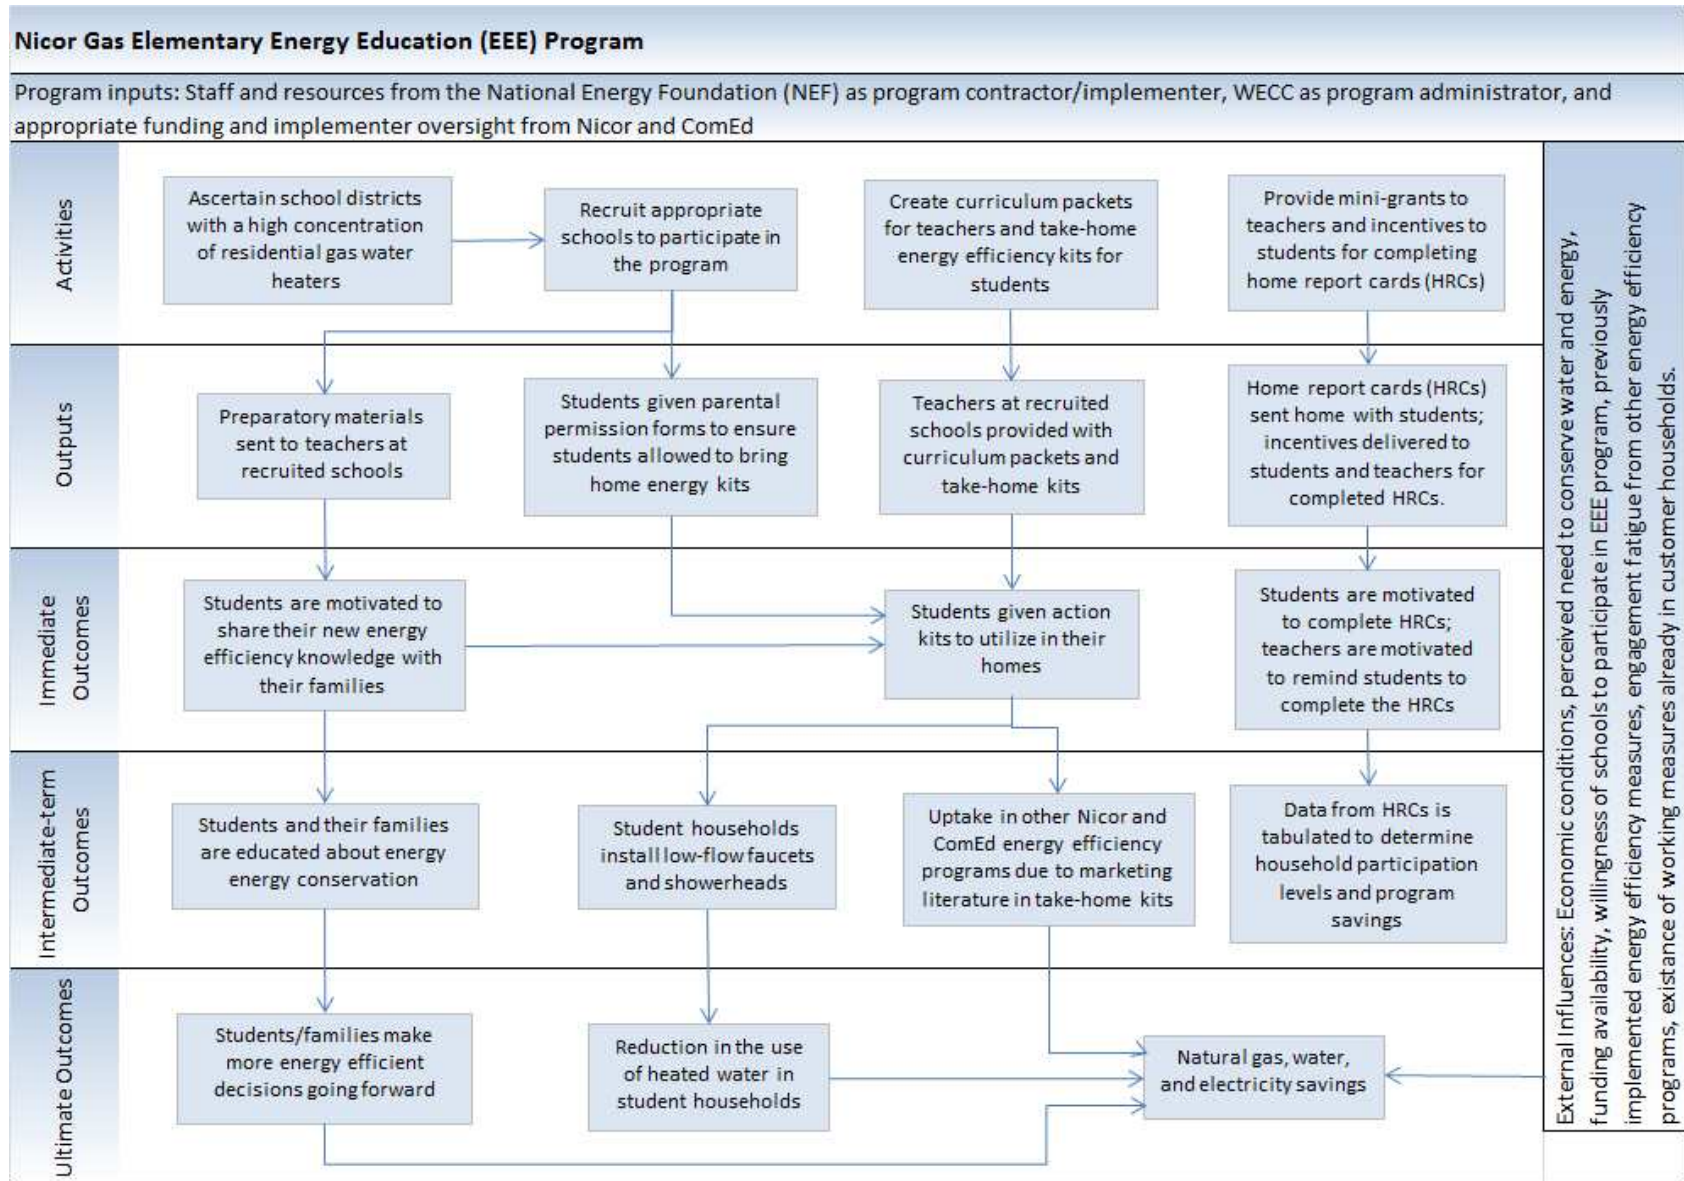 Nicor Gas Elementary Energy Education (EEE) Program
Program inputs: Staff and resources from the National Energy Foundation (NEF) as program contractor/implementer, WECC as program administrator, and
appropriate funding and implementer oversight from Nicor and ComEd
Activities
Ascertain school districts
with a high concentration
of residential gas water
heaters
Recruit appropriate
schools to participate in
the program
Create curriculum packets
for teachers and take-home
energy efficiency kits for
students
Provide mini-grants to
teachers and incentives to
students for completing
home report cards (HRCs)
Outputs
Preparatory materials
sent to teachers at
recruited schools
Students given parental
permission forms to ensure
students allowed to bring
home energy kits
Teachers at recruited
schools provided with
curriculum packets and
take-home kits
Home report cards (HRCs)
sent home with students;
incentives delivered to
students and teachers for
completed HRCs.
Immediate
Outcomes
Students are motivated to
share their new energy
efficiency knowledge with
their families
Students given action
kits to utilize in their
homes
Students are motivated
to complete HRCs;
teachers are motivated
to remind students to
complete the HRCs
Intermediate-term
Outcomes
Students and their families
are educated about energy
energy conservation
Student households
install low-flow faucets
and showerheads
Uptake in other Nicor and
ComEd energy efficiency
programs due to marketing
literature in take-home kits
Data from HRCs is
tabulated to determine
household participation
levels and program
savings
Ultimate Outcomes
Students/families make
more energy efficient
decisions going forward
Reduction in the use
of heated water in
student households
Natural gas, water,
and electricity savings
External Influences: Economic conditions, perceived need to conserve water and energy,
funding availability, willingness of schools to participate in EEE program, previously
implemented energy efficiency measures, engagement fatigue from other energy efficiency
programs, existance of working measures already in customer households.